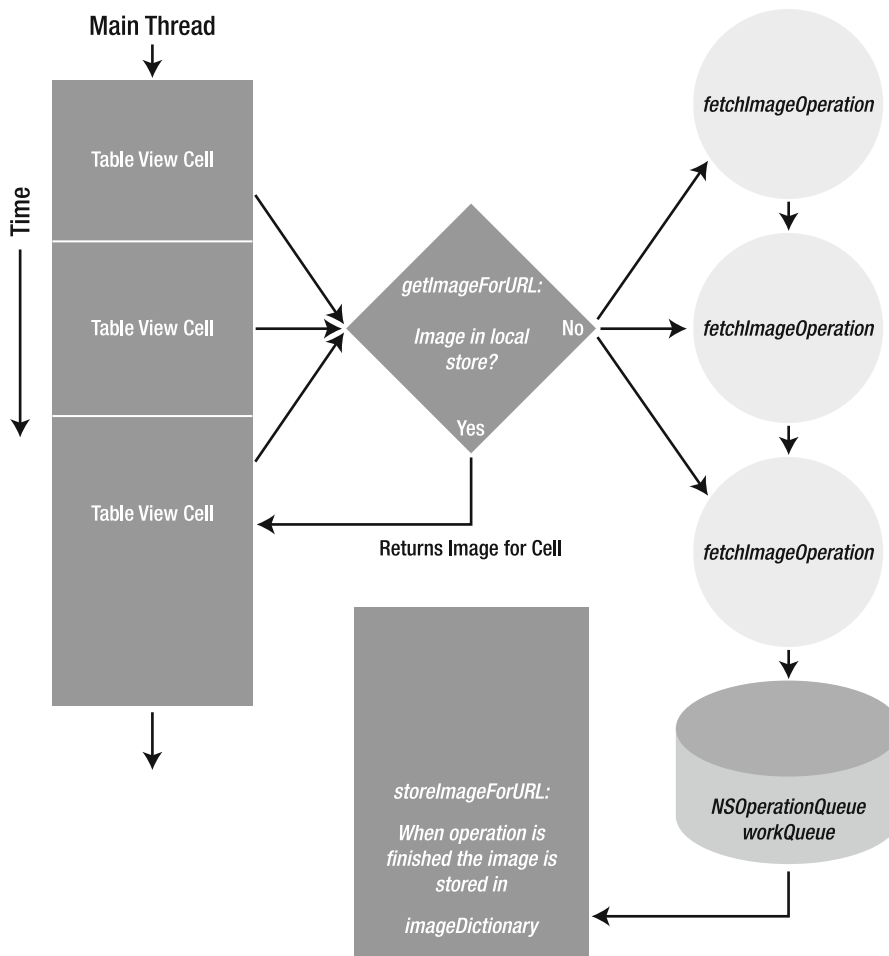 Main Thread
Time
Table View Cell
Table View Cell
Table View Cell
getImageForURL:
Image in local
store?
No
Yes
Returns Image for Cell
fetchImageOperation
fetchImageOperation
fetchImageOperation
NSOperationQueue
workQueue
storeImageForURL:
When operation is
finished the image is
stored in
imageDictionary